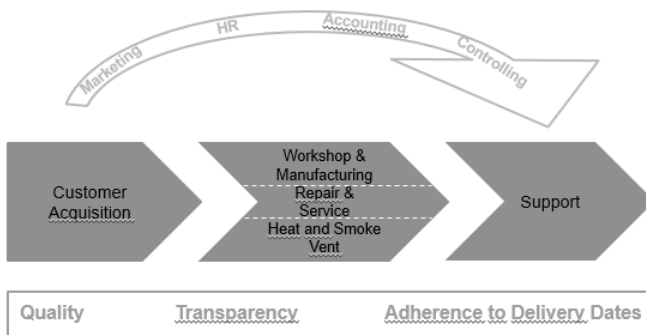 Marketing HR Accounting Controlling
Customer
Acquisition
Workshop &
Manufacturing
Repair &
Service
Heat and Smoke
Vent
Support
Quality Transparency Adherence to Delivery Dates